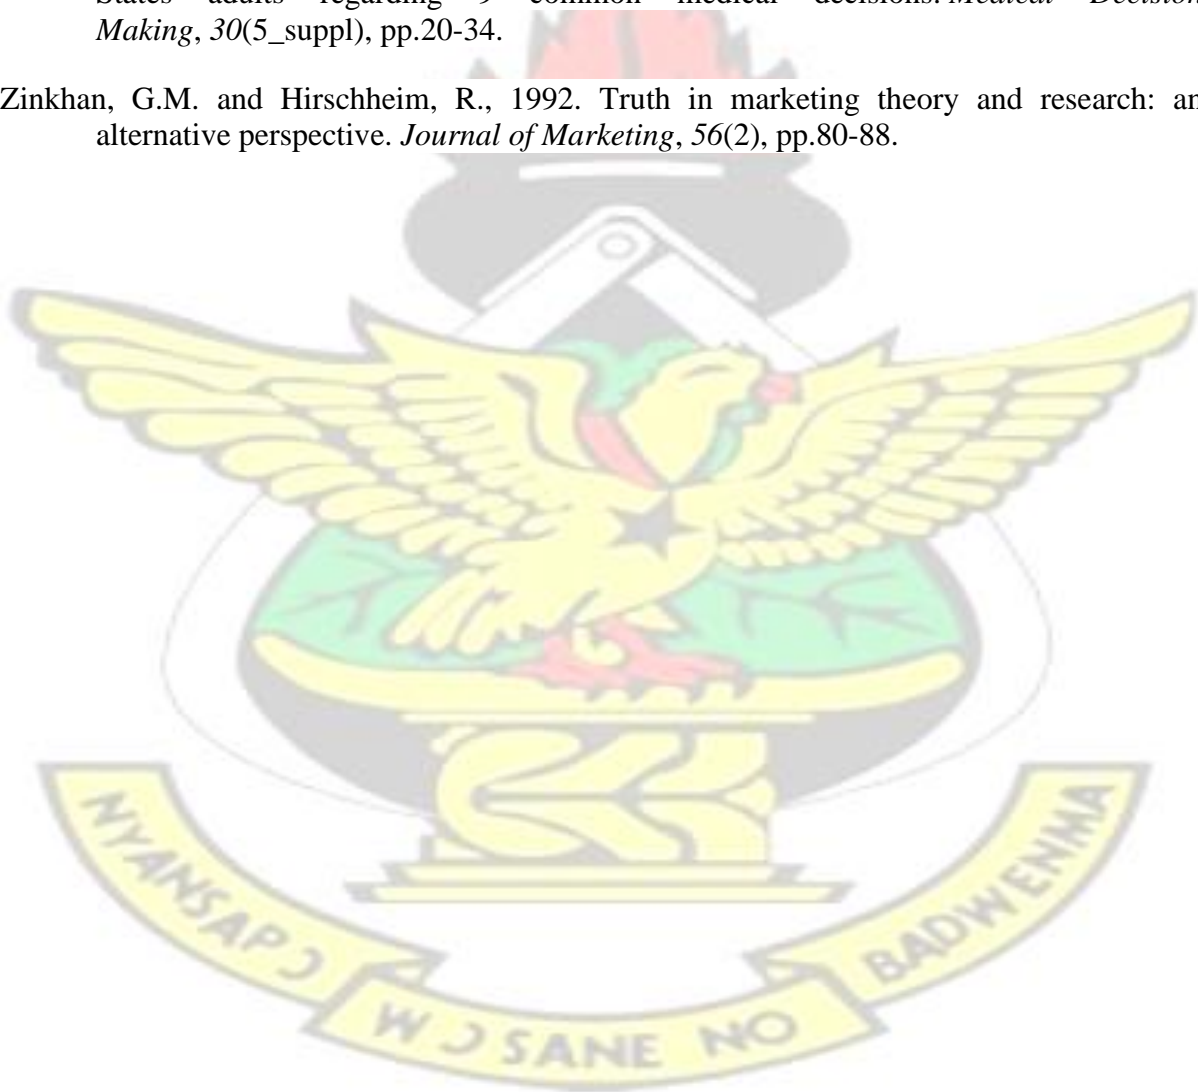 States adults regarding 9 common medical decisions. Medical Decision
Making, 30(5_suppl), pp.20-34.
Zinkhan, G.M. and Hirschheim, R., 1992. Truth in marketing theory and research: an
alternative perspective. Journal of Marketing, 56(2), pp.80-88.
NYANSAPƆ
WƆSANE NO
BADWENMA